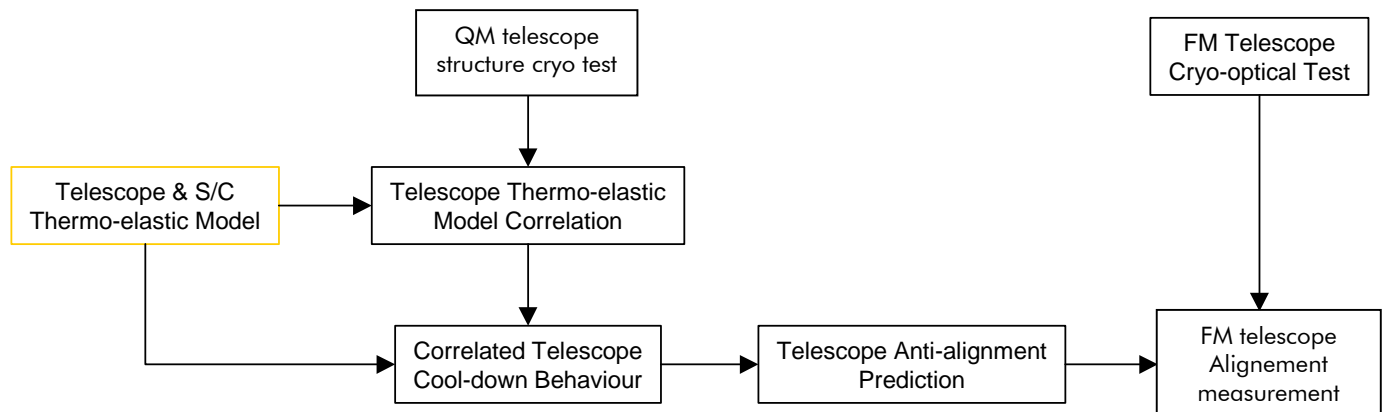 QM telescope
structure cryo test
FM Telescope
Cryo-optical Test
Telescope & S/C
Thermo-elastic Model
Telescope Thermo-elastic
Model Correlation
Correlated Telescope
Cool-down Behaviour
Telescope Anti-alignment
Prediction
FM telescope
Alignement
measurement